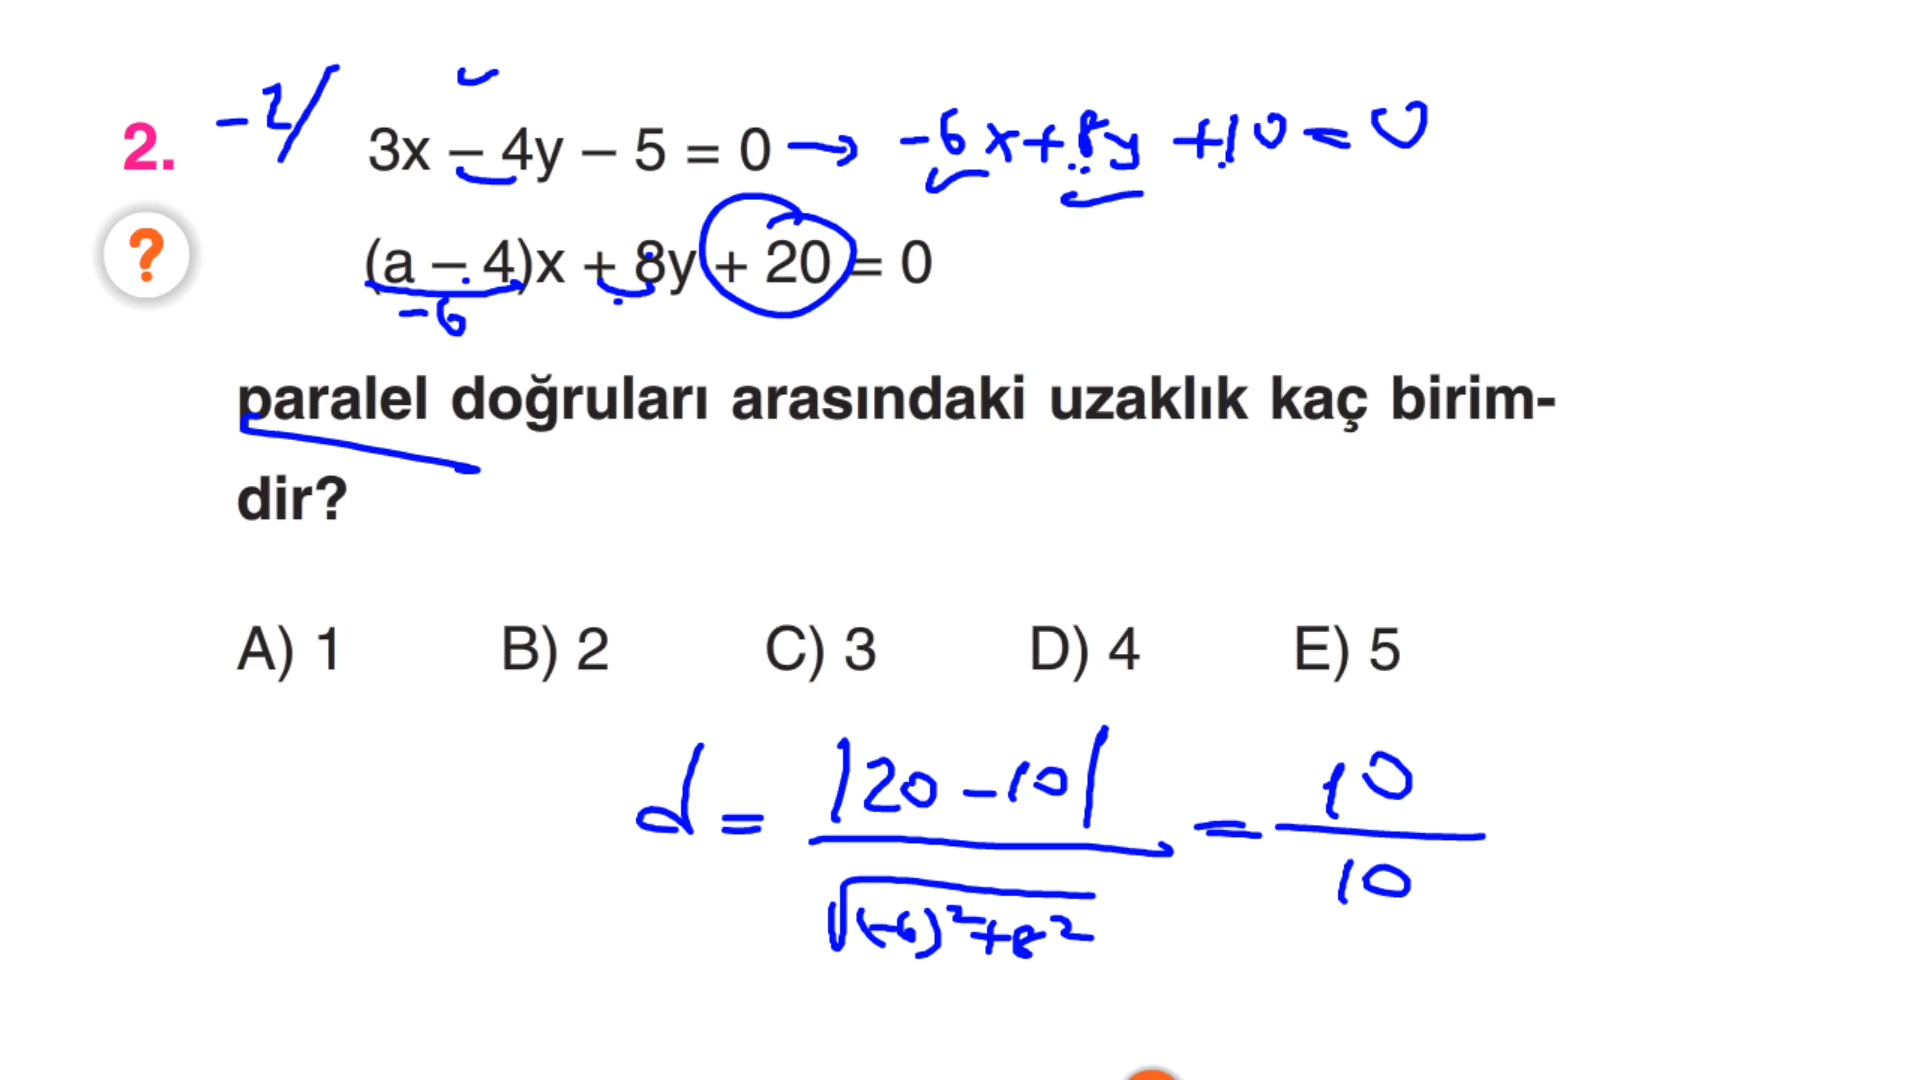 2. -2/ 3x – 4y – 5 = 0 → -6x+8y+10=0
? (a – 4)x + 8y + 20 = 0
-6
paralel doğruları arasındaki uzaklık kaç birim-
dir?
A) 1 B) 2 C) 3 D) 4 E) 5
d = |20-10| / √(-6)²+8² = 10 / 10